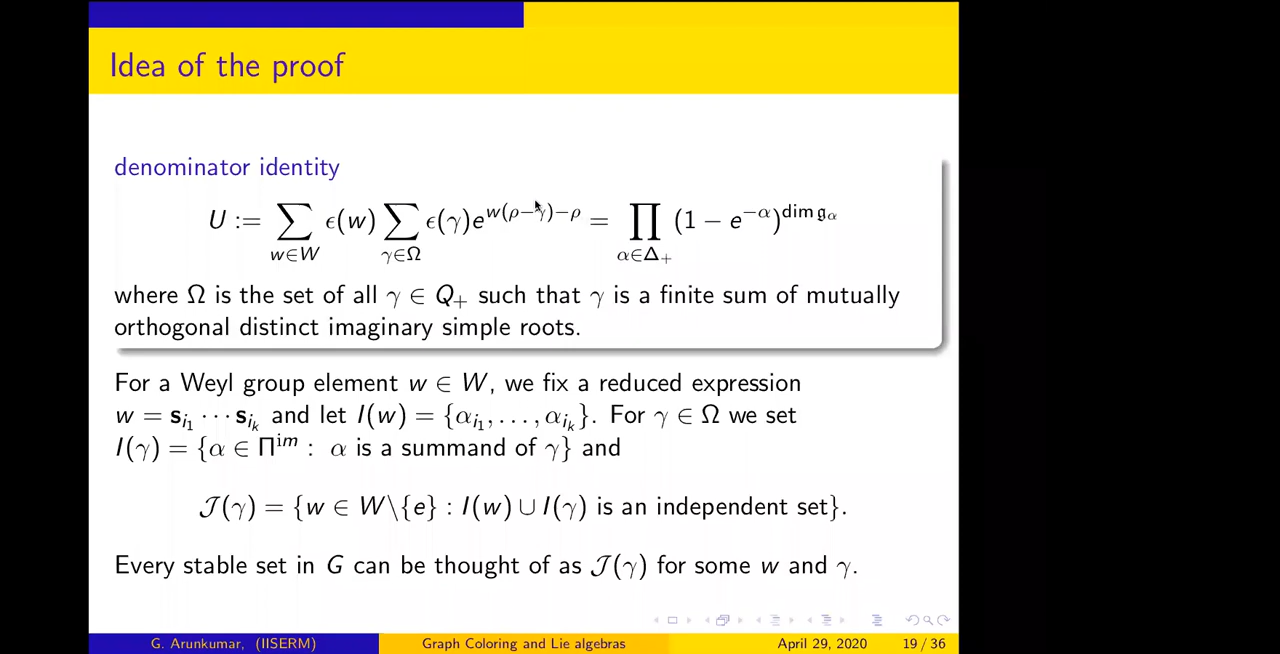 Idea of the proof
denominator identity
U := ∑_{w∈W} ϵ(w) ∑_{γ∈Ω} ϵ(γ)e^{w(ρ−γ)−ρ} = ∏_{α∈Δ₊} (1 − e^{−α})^{dim 𝔤_α}
where Ω is the set of all γ ∈ Q₊ such that γ is a finite sum of mutually
orthogonal distinct imaginary simple roots.
For a Weyl group element w ∈ W, we fix a reduced expression
w = s_{i₁} ··· s_{i_k} and let I(w) = {α_{i₁}, . . . , α_{i_k}}. For γ ∈ Ω we set
I(γ) = {α ∈ Π^{im} : α is a summand of γ} and
𝒥(γ) = {w ∈ W\{e} : I(w) ∪ I(γ) is an independent set}.
Every stable set in G can be thought of as 𝒥(γ) for some w and γ.
G. Arunkumar, (IISERM) Graph Coloring and Lie algebras April 29, 2020 19 / 36